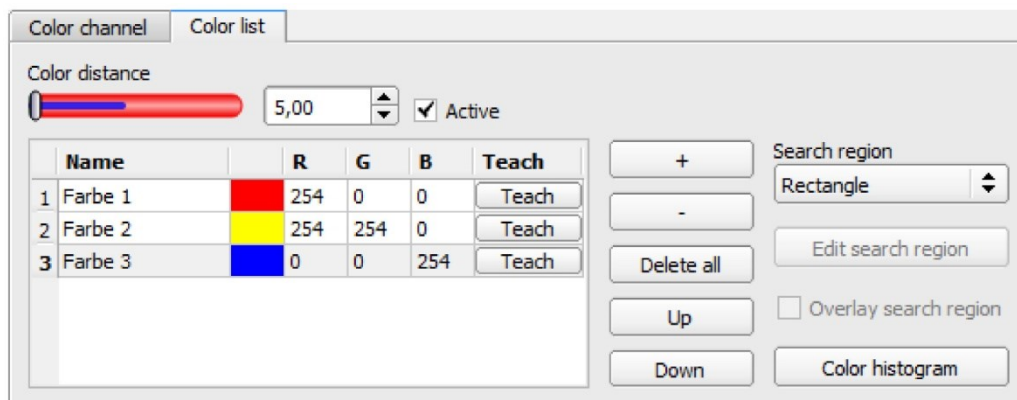 Color channel Color list
Color distance
5,00 Active
Name R G B Teach
1 Farbe 1 254 0 0 Teach
2 Farbe 2 254 254 0 Teach
3 Farbe 3 0 0 254 Teach
+
-
Delete all
Up
Down
Search region
Rectangle
Edit search region
Overlay search region
Color histogram